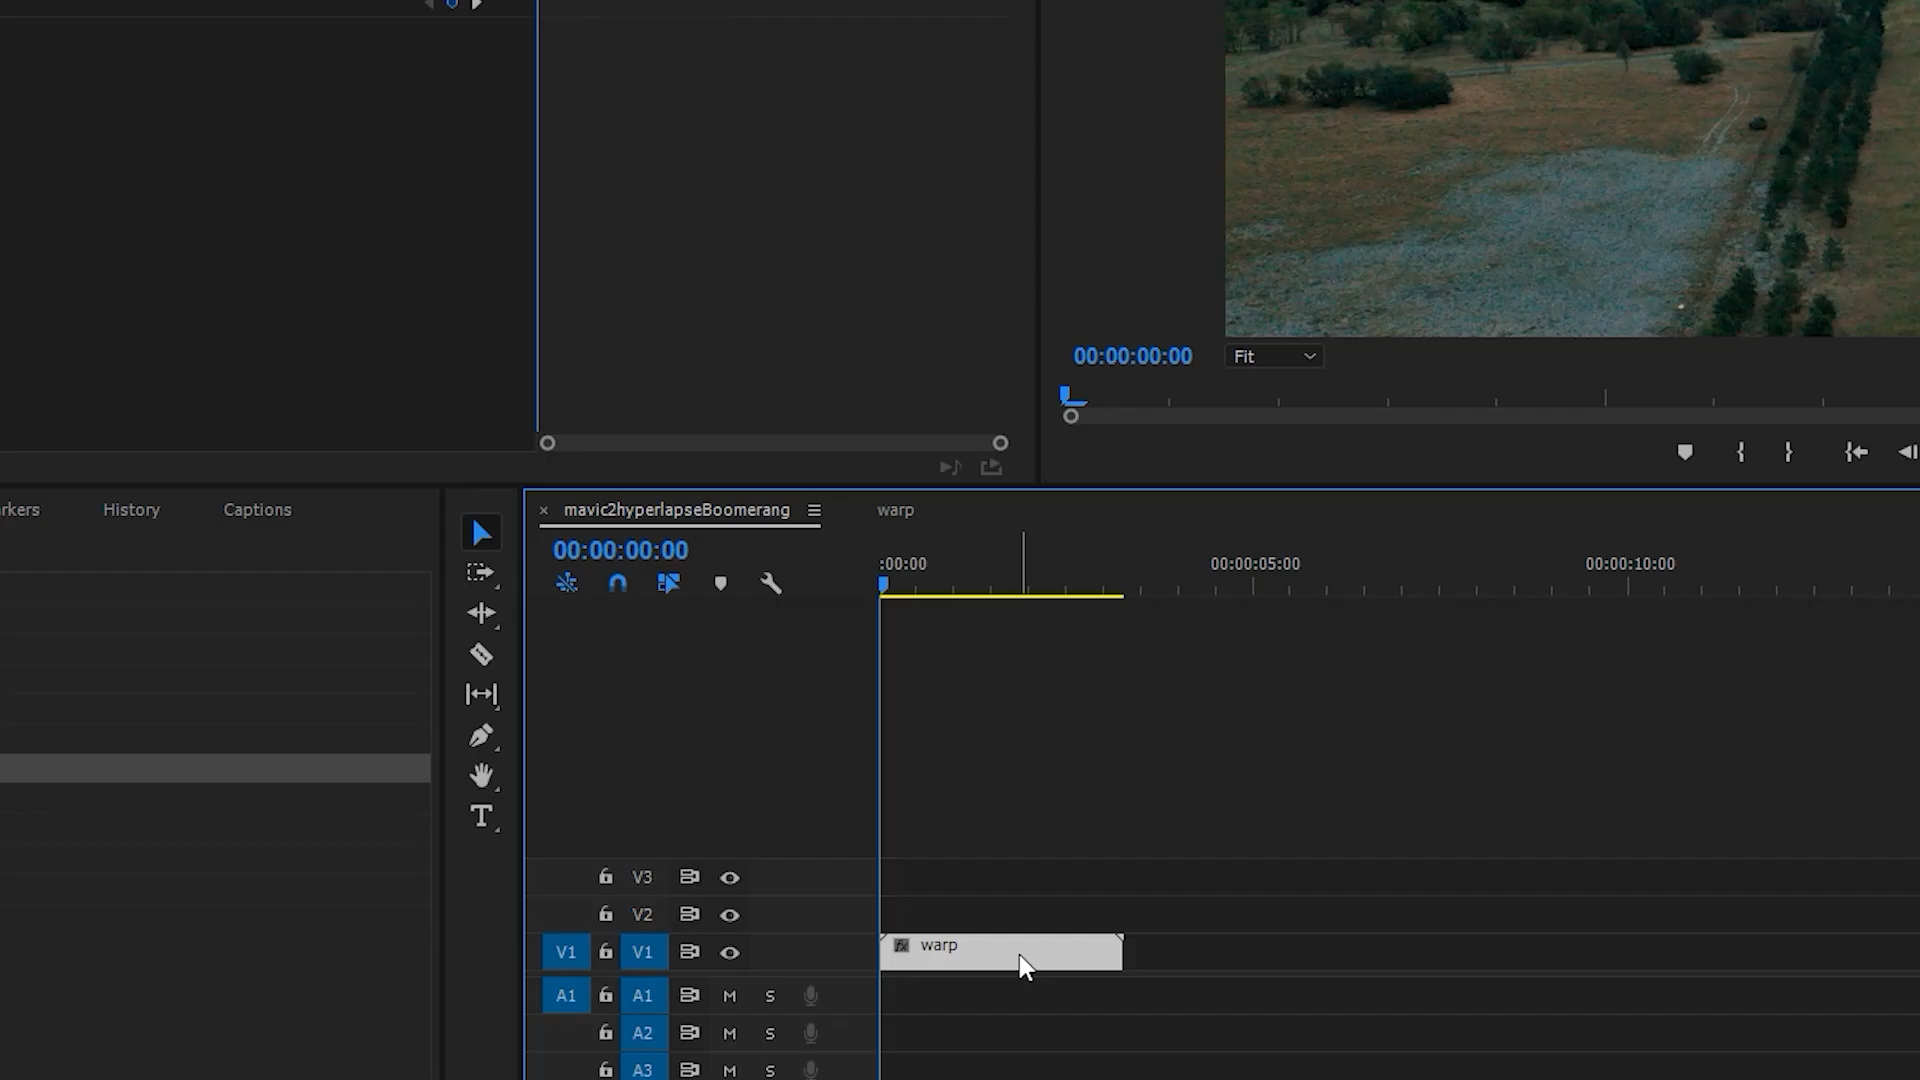 00:00:00:00
Fit
rkers
History
Captions
mavic2hyperlapseBoomerang
warp
00:00:00:00
:00:00
00:00:05:00
00:00:10:00
T
V3
V2
V1
V1
fx
warp
A1
A1
M
S
A2
M
S
A3
M
S